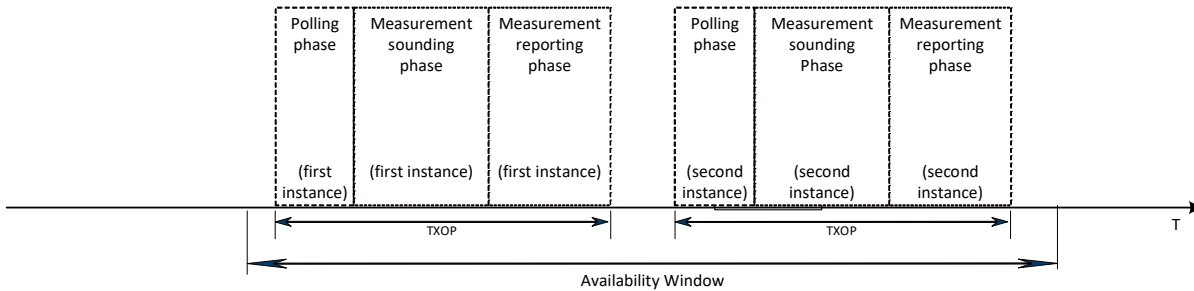 Polling
phase
(first
instance)
Measurement
sounding
phase
(first instance)
Measurement
reporting
phase
(first instance)
Polling
phase
(second
instance)
Measurement
sounding
Phase
(second
instance)
Measurement
reporting
phase
(second
instance)
TXOP
TXOP
T
Availability Window